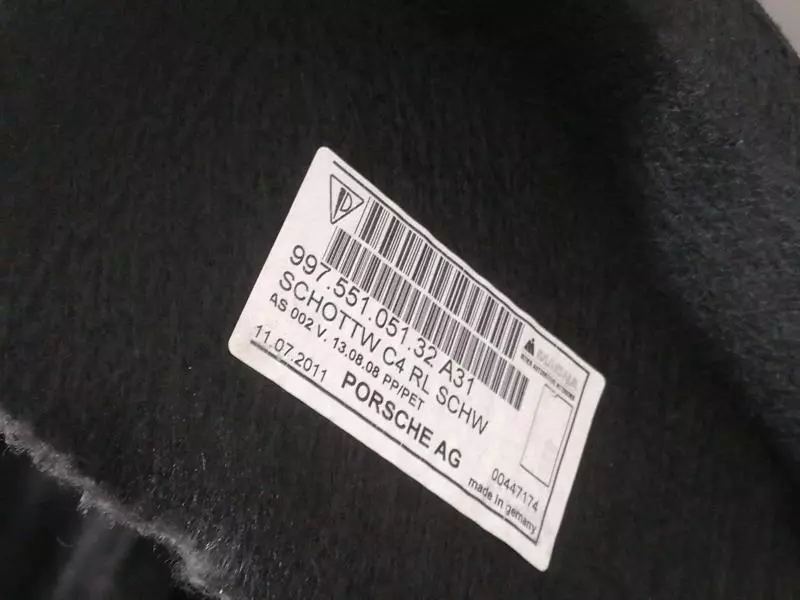 997.551.051.32 A31
SCHOTTW C4 RL SCHW
AS 002 V. 13.08.08 PP/PET
11.07.2011 PORSCHE AG
MAGNA
00447174
made in germany